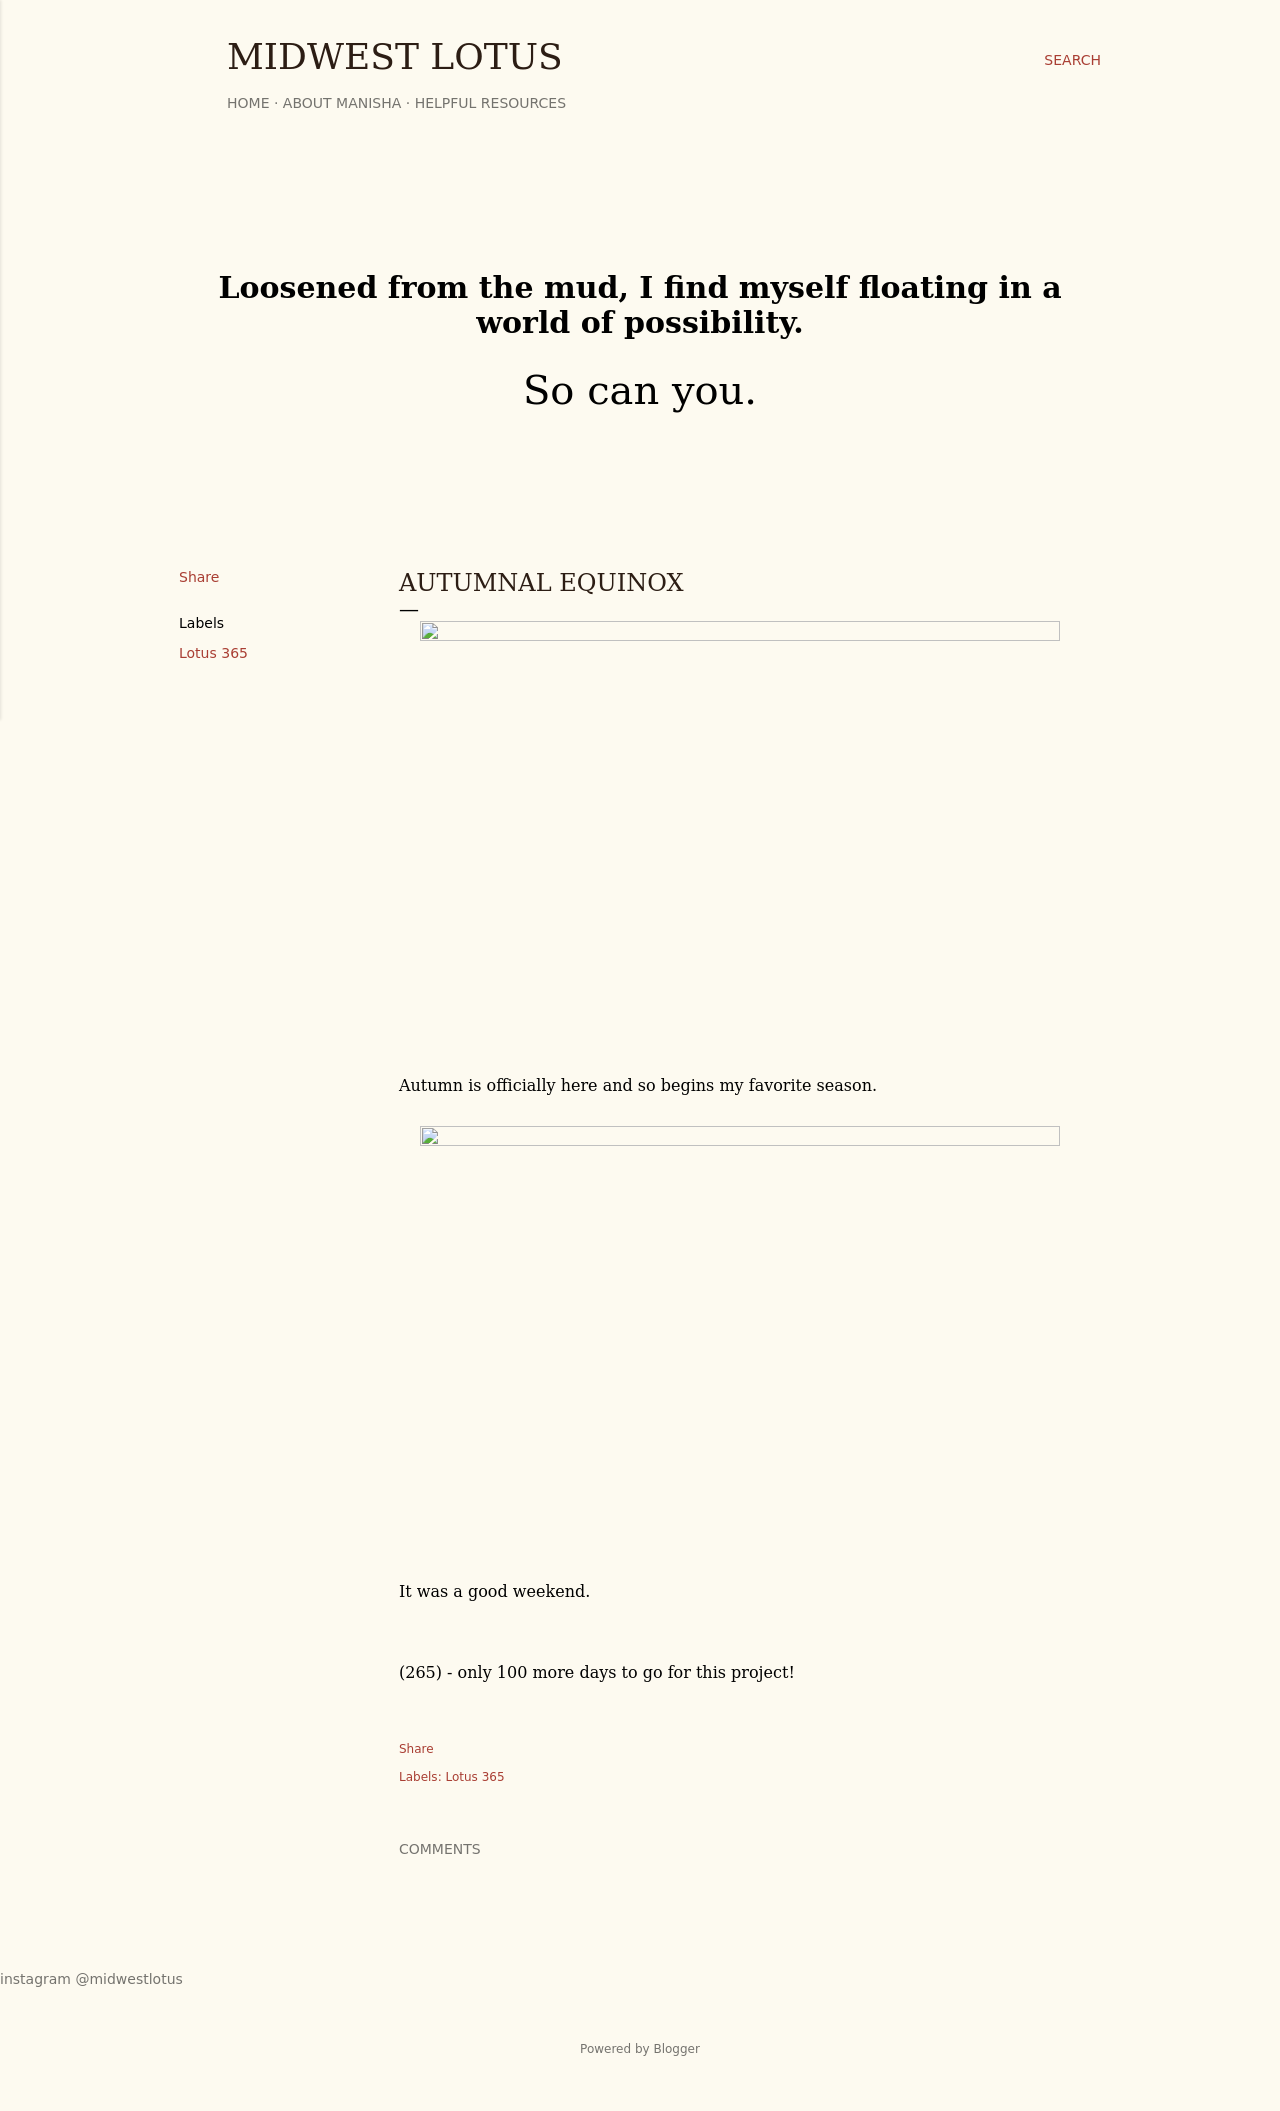 MIDWEST LOTUS
SEARCH
HOME · ABOUT MANISHA · HELPFUL RESOURCES
Loosened from the mud, I find myself floating in a
world of possibility.
So can you.
Share
Labels
Lotus 365
AUTUMNAL EQUINOX
Autumn is officially here and so begins my favorite season.
It was a good weekend.
(265) - only 100 more days to go for this project!
Share
Labels: Lotus 365
COMMENTS
instagram @midwestlotus
Powered by Blogger